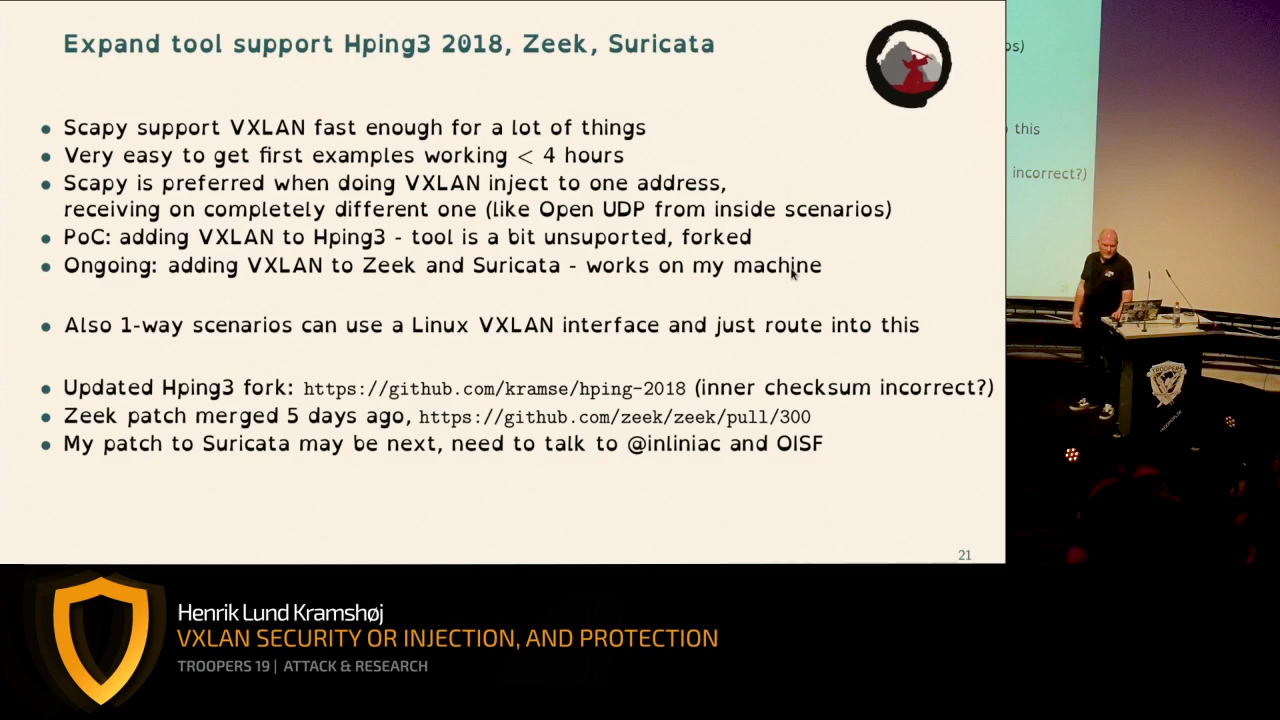 Expand tool support Hping3 2018, Zeek, Suricata
• Scapy support VXLAN fast enough for a lot of things
• Very easy to get first examples working < 4 hours
• Scapy is preferred when doing VXLAN inject to one address,
receiving on completely different one (like Open UDP from inside scenarios)
• PoC: adding VXLAN to Hping3 - tool is a bit unsuported, forked
• Ongoing: adding VXLAN to Zeek and Suricata - works on my machine
• Also 1-way scenarios can use a Linux VXLAN interface and just route into this
• Updated Hping3 fork: https://github.com/kramse/hping-2018 (inner checksum incorrect?)
• Zeek patch merged 5 days ago, https://github.com/zeek/zeek/pull/300
• My patch to Suricata may be next, need to talk to @inliniac and OISF
21
os)
this
incorrect?)
TROOPERS
Henrik Lund Kramshøj
VXLAN SECURITY OR INJECTION, AND PROTECTION
TROOPERS 19 | ATTACK & RESEARCH